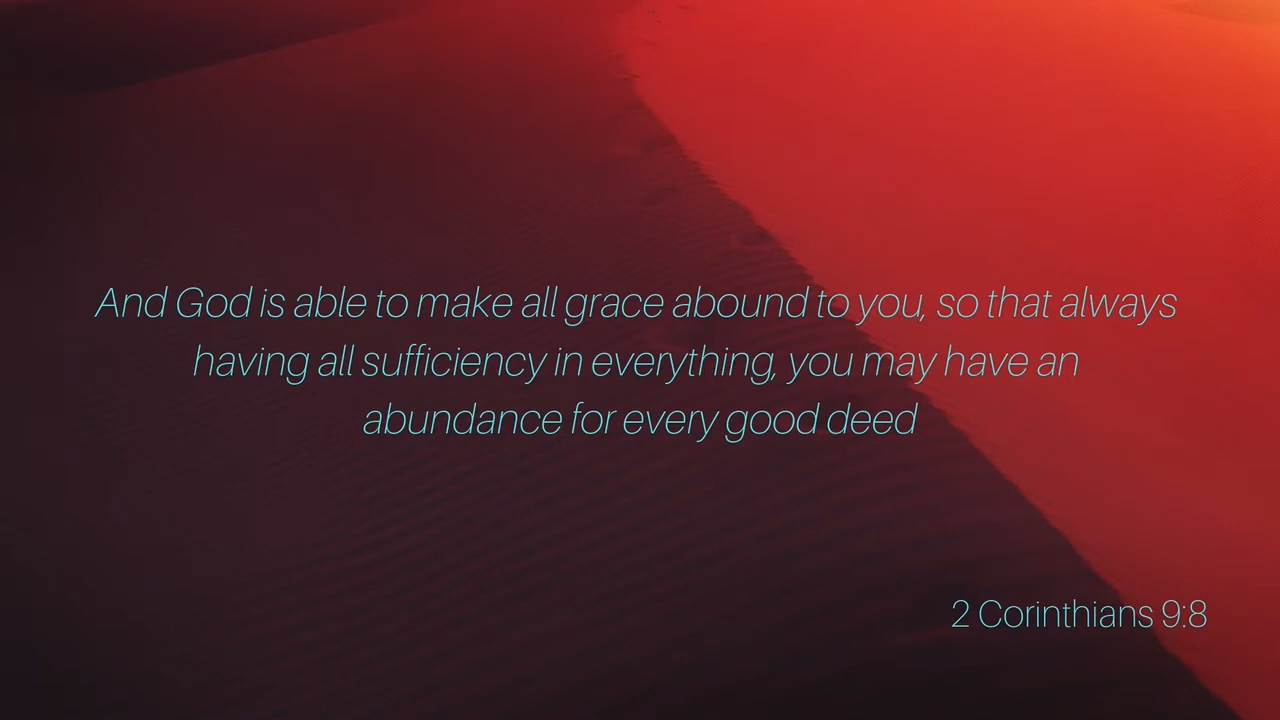 And God is able to make all grace abound to you, so that always
having all sufficiency in everything, you may have an
abundance for every good deed
2 Corinthians 9:8